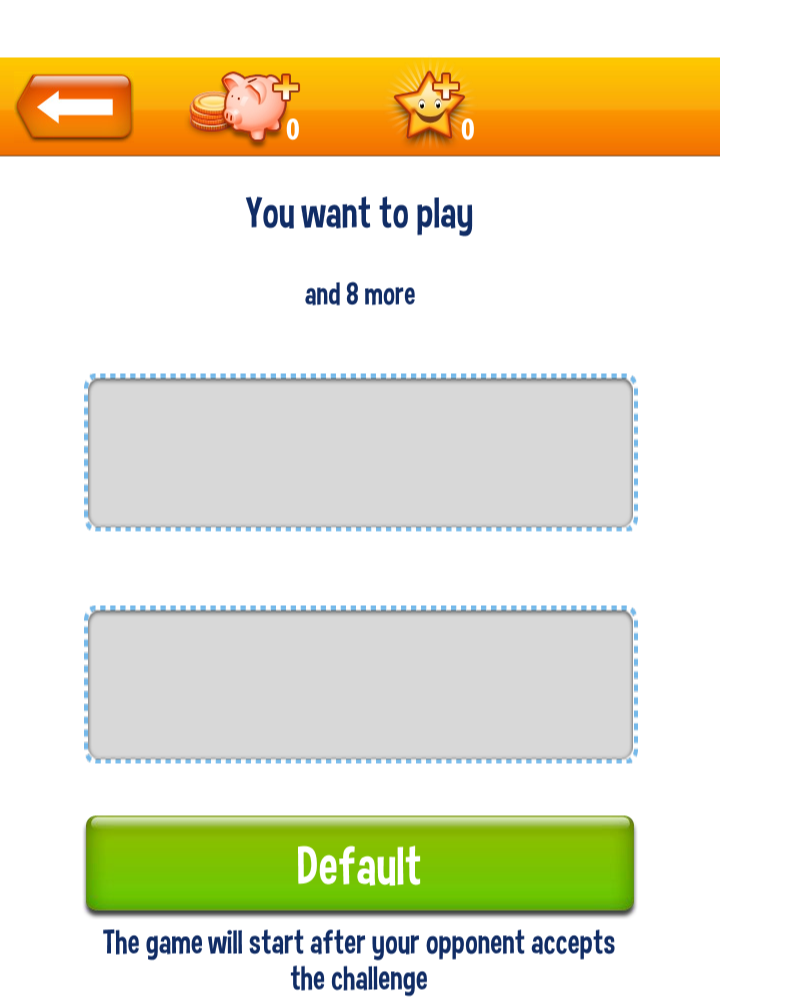 0
0
You want to play
and 8 more
Default
The game will start after your opponent accepts
the challenge